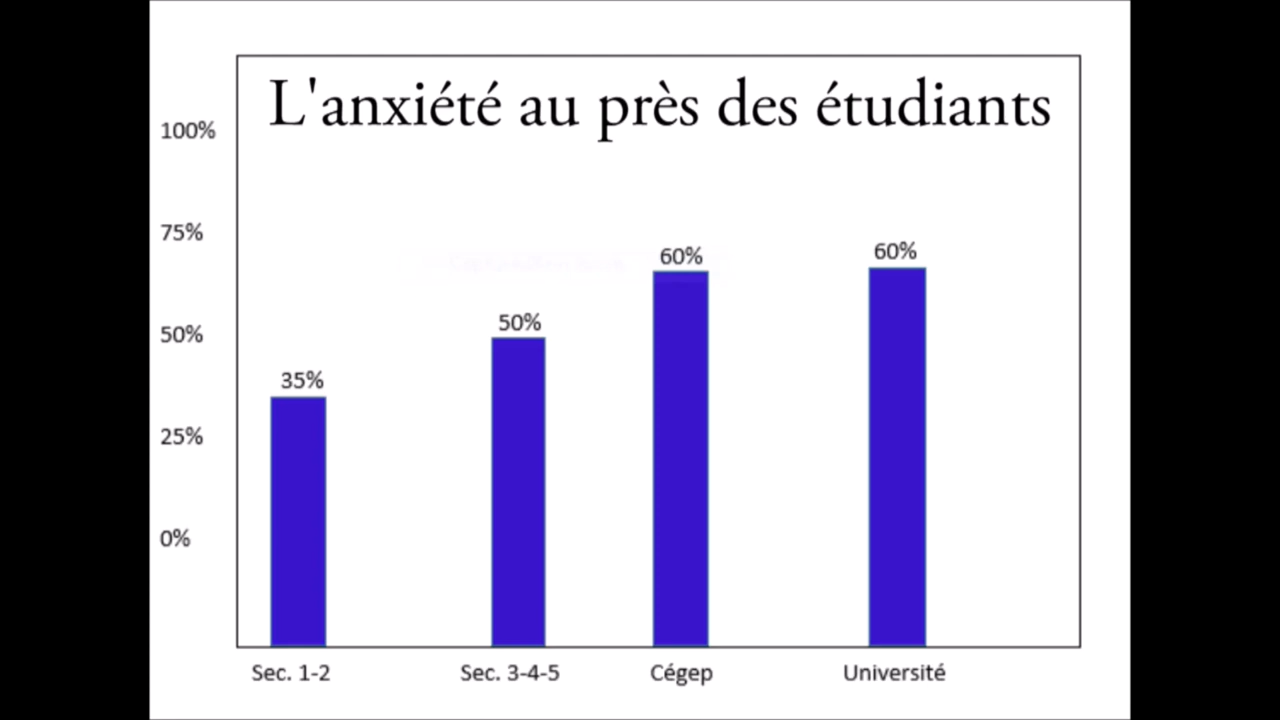 L'anxiété au près des étudiants
100%
75%
60%
60%
50%
50%
35%
25%
0%
Sec. 1-2
Sec. 3-4-5
Cégep
Université